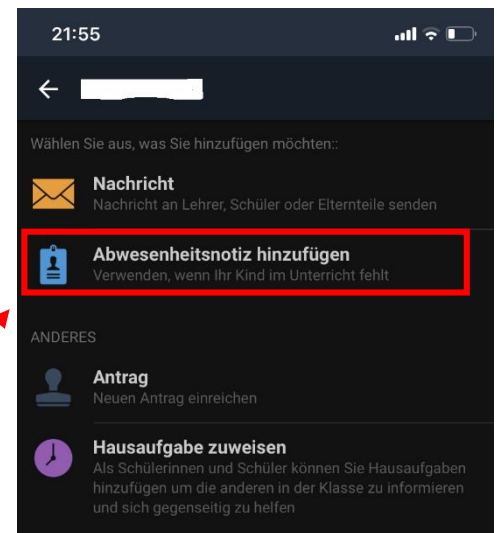 21:55
Wählen Sie aus, was Sie hinzufügen möchten::
Nachricht
Nachricht an Lehrer, Schüler oder Elternteile senden
Abwesenheitsnotiz hinzufügen
Verwenden, wenn Ihr Kind im Unterricht fehlt
ANDERES
Antrag
Neuen Antrag einreichen
Hausaufgabe zuweisen
Als Schülerinnen und Schüler können Sie Hausaufgaben
hinzufügen um die anderen in der Klasse zu informieren
und sich gegenseitig zu helfen